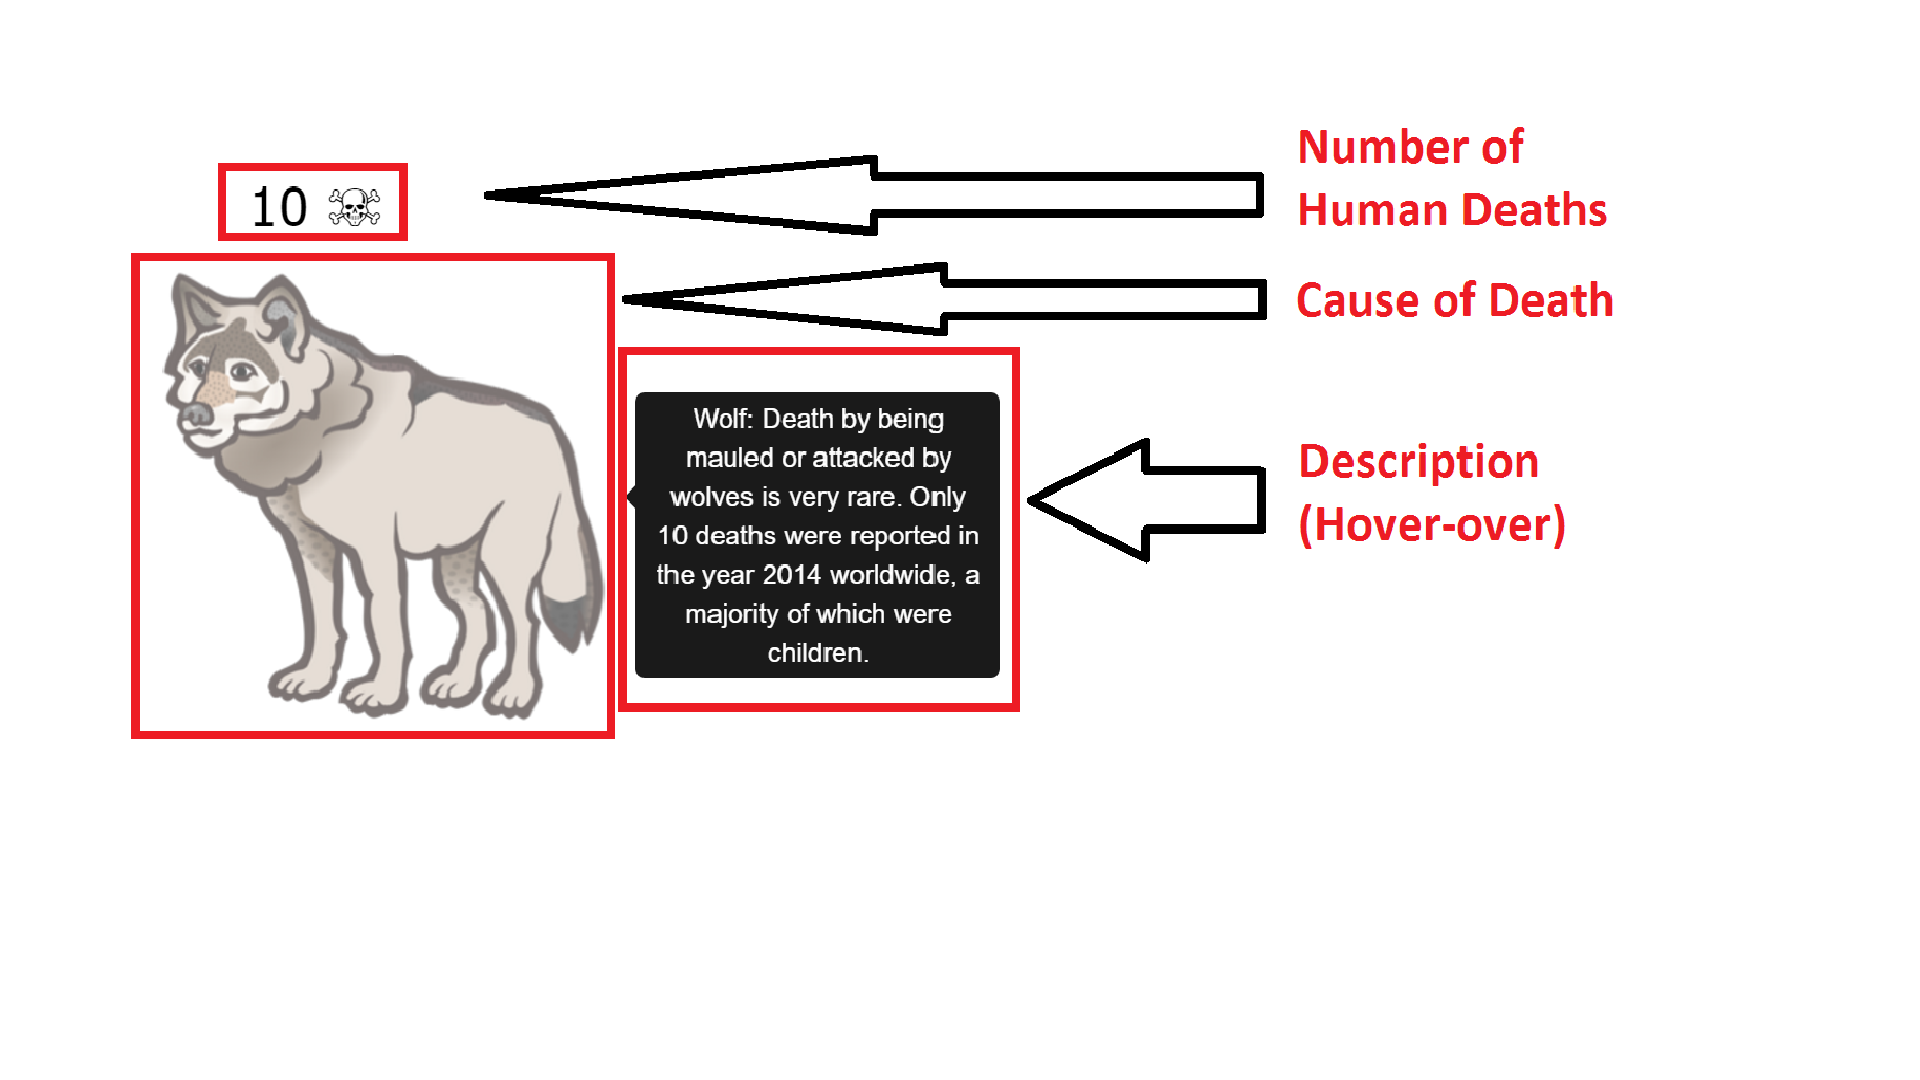 10
Number of
Human Deaths
Cause of Death
Wolf: Death by being
mauled or attacked by
wolves is very rare. Only
10 deaths were reported in
the year 2014 worldwide, a
majority of which were
children.
Description
(Hover-over)